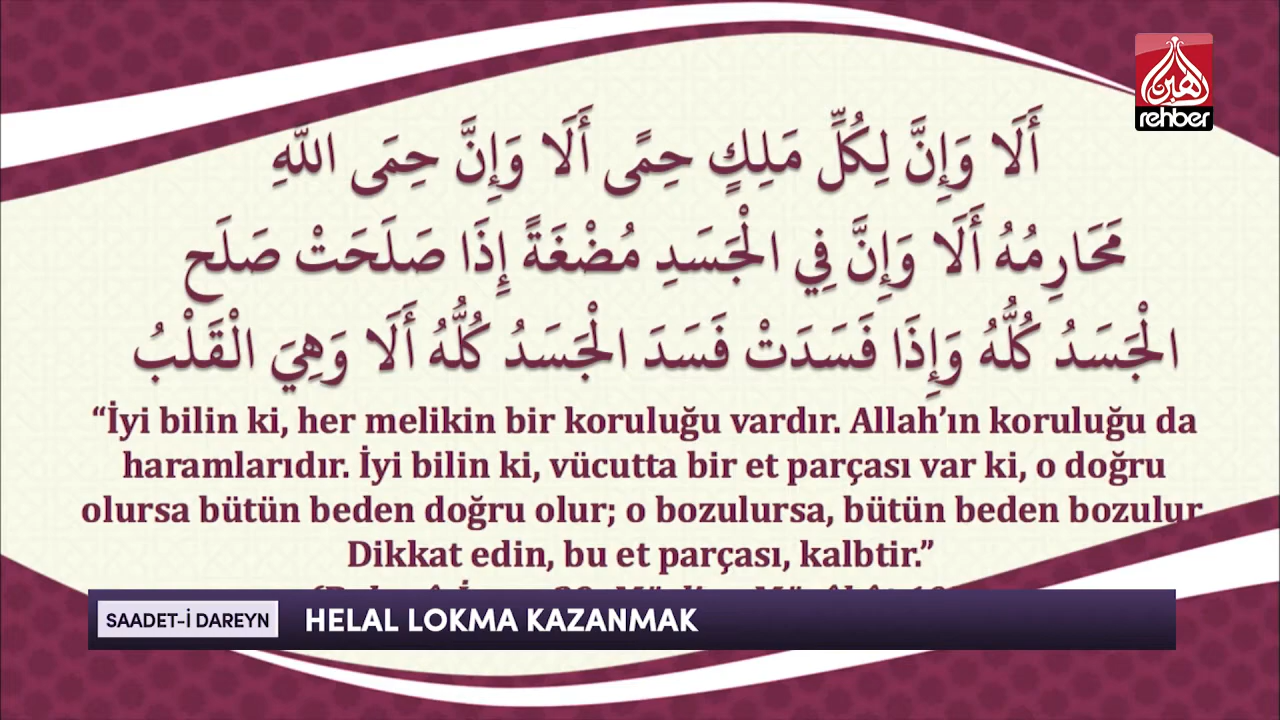 رهبر
rehber
أَلَا وَإِنَّ لِكُلِّ مَلِكٍ حِمًى أَلَا وَإِنَّ حِمَى اللّٰهِ
مَحَارِمُهُ أَلَا وَإِنَّ فِي الْجَسَدِ مُضْغَةً إِذَا صَلَحَتْ صَلَح
الْجَسَدُ كُلُّهُ وَإِذَا فَسَدَتْ فَسَدَ الْجَسَدُ كُلُّهُ أَلَا وَهِيَ الْقَلْبُ
“İyi bilin ki, her melikin bir koruluğu vardır. Allah’ın koruluğu da
haramlarıdır. İyi bilin ki, vücutta bir et parçası var ki, o doğru
olursa bütün beden doğru olur; o bozulursa, bütün beden bozulur
Dikkat edin, bu et parçası, kalbtir.”
SAADET-İ DAREYN HELAL LOKMA KAZANMAK